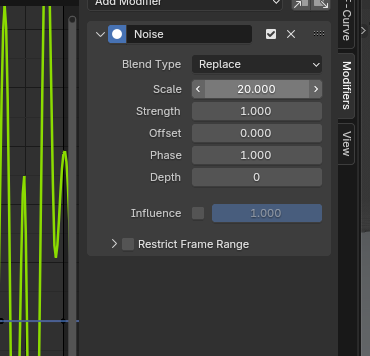 Add Modifier
Noise
Blend Type Replace
Scale 20.000
Strength 1.000
Offset 0.000
Phase 1.000
Depth 0
Influence 1.000
Restrict Frame Range
F-Curve
Modifiers
View